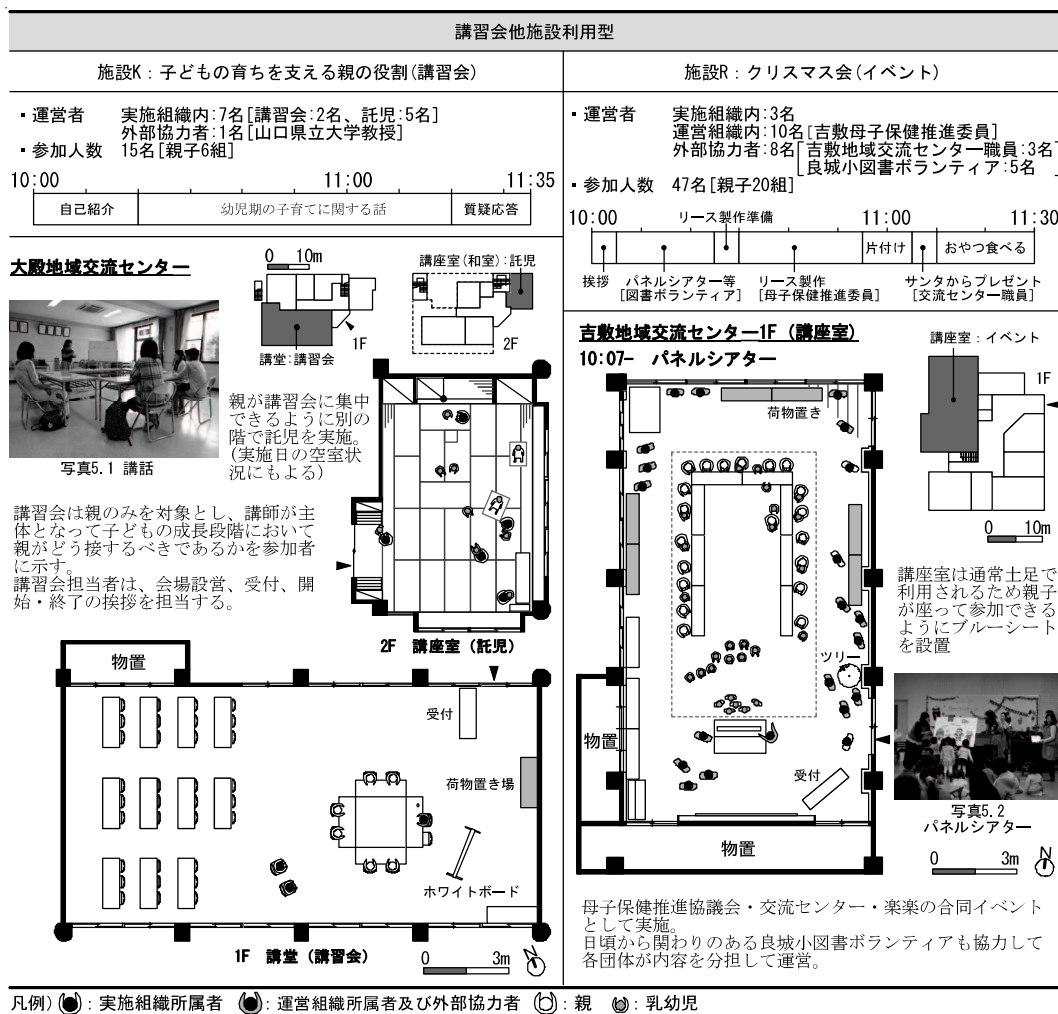 講習会他施設利用型
施設K：子どもの育ちを支える親の役割(講習会)
・運営者 実施組織内:7名[講習会:2名、託児:5名]
外部協力者:1名[山口県立大学教授]
・参加人数 15名[親子6組]
10:00 11:00 11:35
自己紹介 幼児期の子育てに関する話 質疑応答
大殿地域交流センター
0 10m
講座室(和室):託児
1F
2F
講堂:講習会
写真5.1 講話
親が講習会に集中
できるように別の
階で託児を実施。
(実施日の空室状
況にもよる)
講習会は親のみを対象とし、講師が主
体となって子どもの成長段階において
親がどう接するべきであるかを参加者
に示す。
講習会担当者は、会場設営、受付、開
始・終了の挨拶を担当する。
2F 講座室(託児)
物置
受付
荷物置き場
ホワイトボード
1F 講堂(講習会)
0 3m
N
施設R：クリスマス会(イベント)
・運営者 実施組織内:3名
運営組織内:10名[吉敷母子保健推進委員]
外部協力者:8名[吉敷地域交流センター職員:3名
良城小図書ボランティア:5名]
・参加人数 47名[親子20組]
10:00 リース製作準備 11:00 11:30
片付け おやつ食べる
挨拶 パネルシアター等 リース製作 サンタからプレゼント
[図書ボランティア] [母子保健推進委員] [交流センター職員]
吉敷地域交流センター1F (講座室)
10:07- パネルシアター
講座室:イベント
1F
荷物置き
0 10m
講座室は通常土足で
利用されるため親子
が座って参加できる
ようにブルーシート
を設置
ツリー
物置
受付
写真5.2
パネルシアター
物置
0 3m
N
母子保健推進協議会・交流センター・楽楽の合同イベント
として実施。
日頃から関わりのある良城小図書ボランティアも協力して
各団体が内容を分担して運営。
凡例) : 実施組織所属者 : 運営組織所属者及び外部協力者 : 親 : 乳幼児